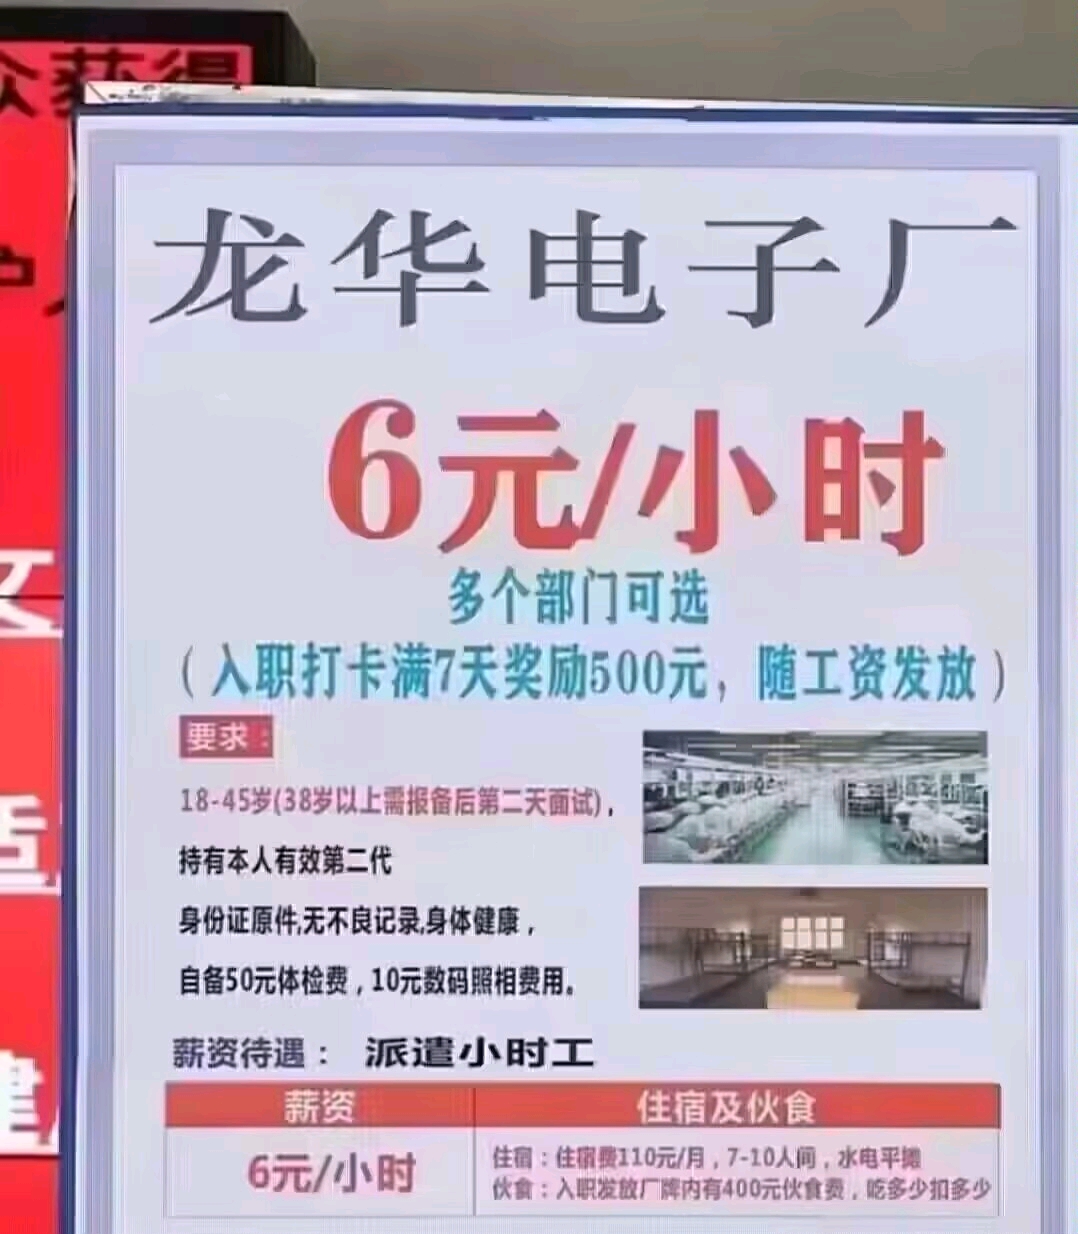 众获得
户
龙华电子厂
6元/小时
多个部门可选
（入职打卡满7天奖励500元，随工资发放）
要求：
18-45岁(38岁以上需报备后第二天面试)，
持有本人有效第二代
身份证原件,无不良记录,身体健康，
自备50元体检费，10元数码照相费用。
薪资待遇： 派遣小时工
薪资 住宿及伙食
6元/小时
住宿：住宿费110元/月，7-10人间，水电平摊
伙食：入职发放厂牌内有400元伙食费，吃多少扣多少